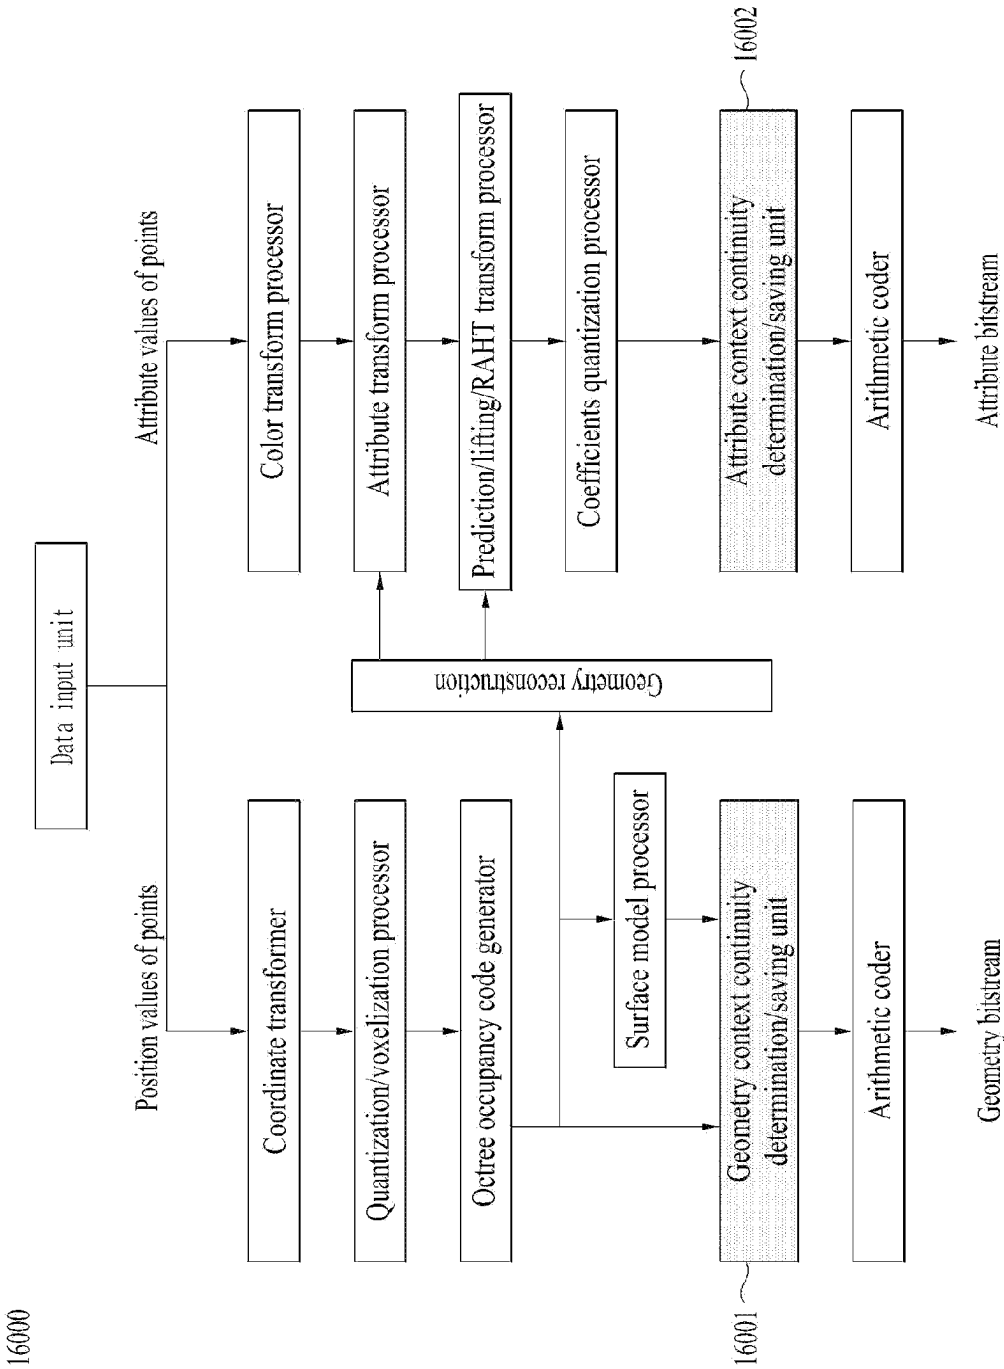 16000
Data input unit
Position values of points
Coordinate transformer
Quantization/voxelization processor
Octree occupancy code generator
Surface model processor
16001
Geometry context continuity
determination/saving unit
Arithmetic coder
Geometry bitstream
Geometry reconstruction
Attribute values of points
Color transform processor
Attribute transform processor
Prediction/lifting/RAHT transform processor
Coefficients quantization processor
16002
Attribute context continuity
determination/saving unit
Arithmetic coder
Attribute bitstream